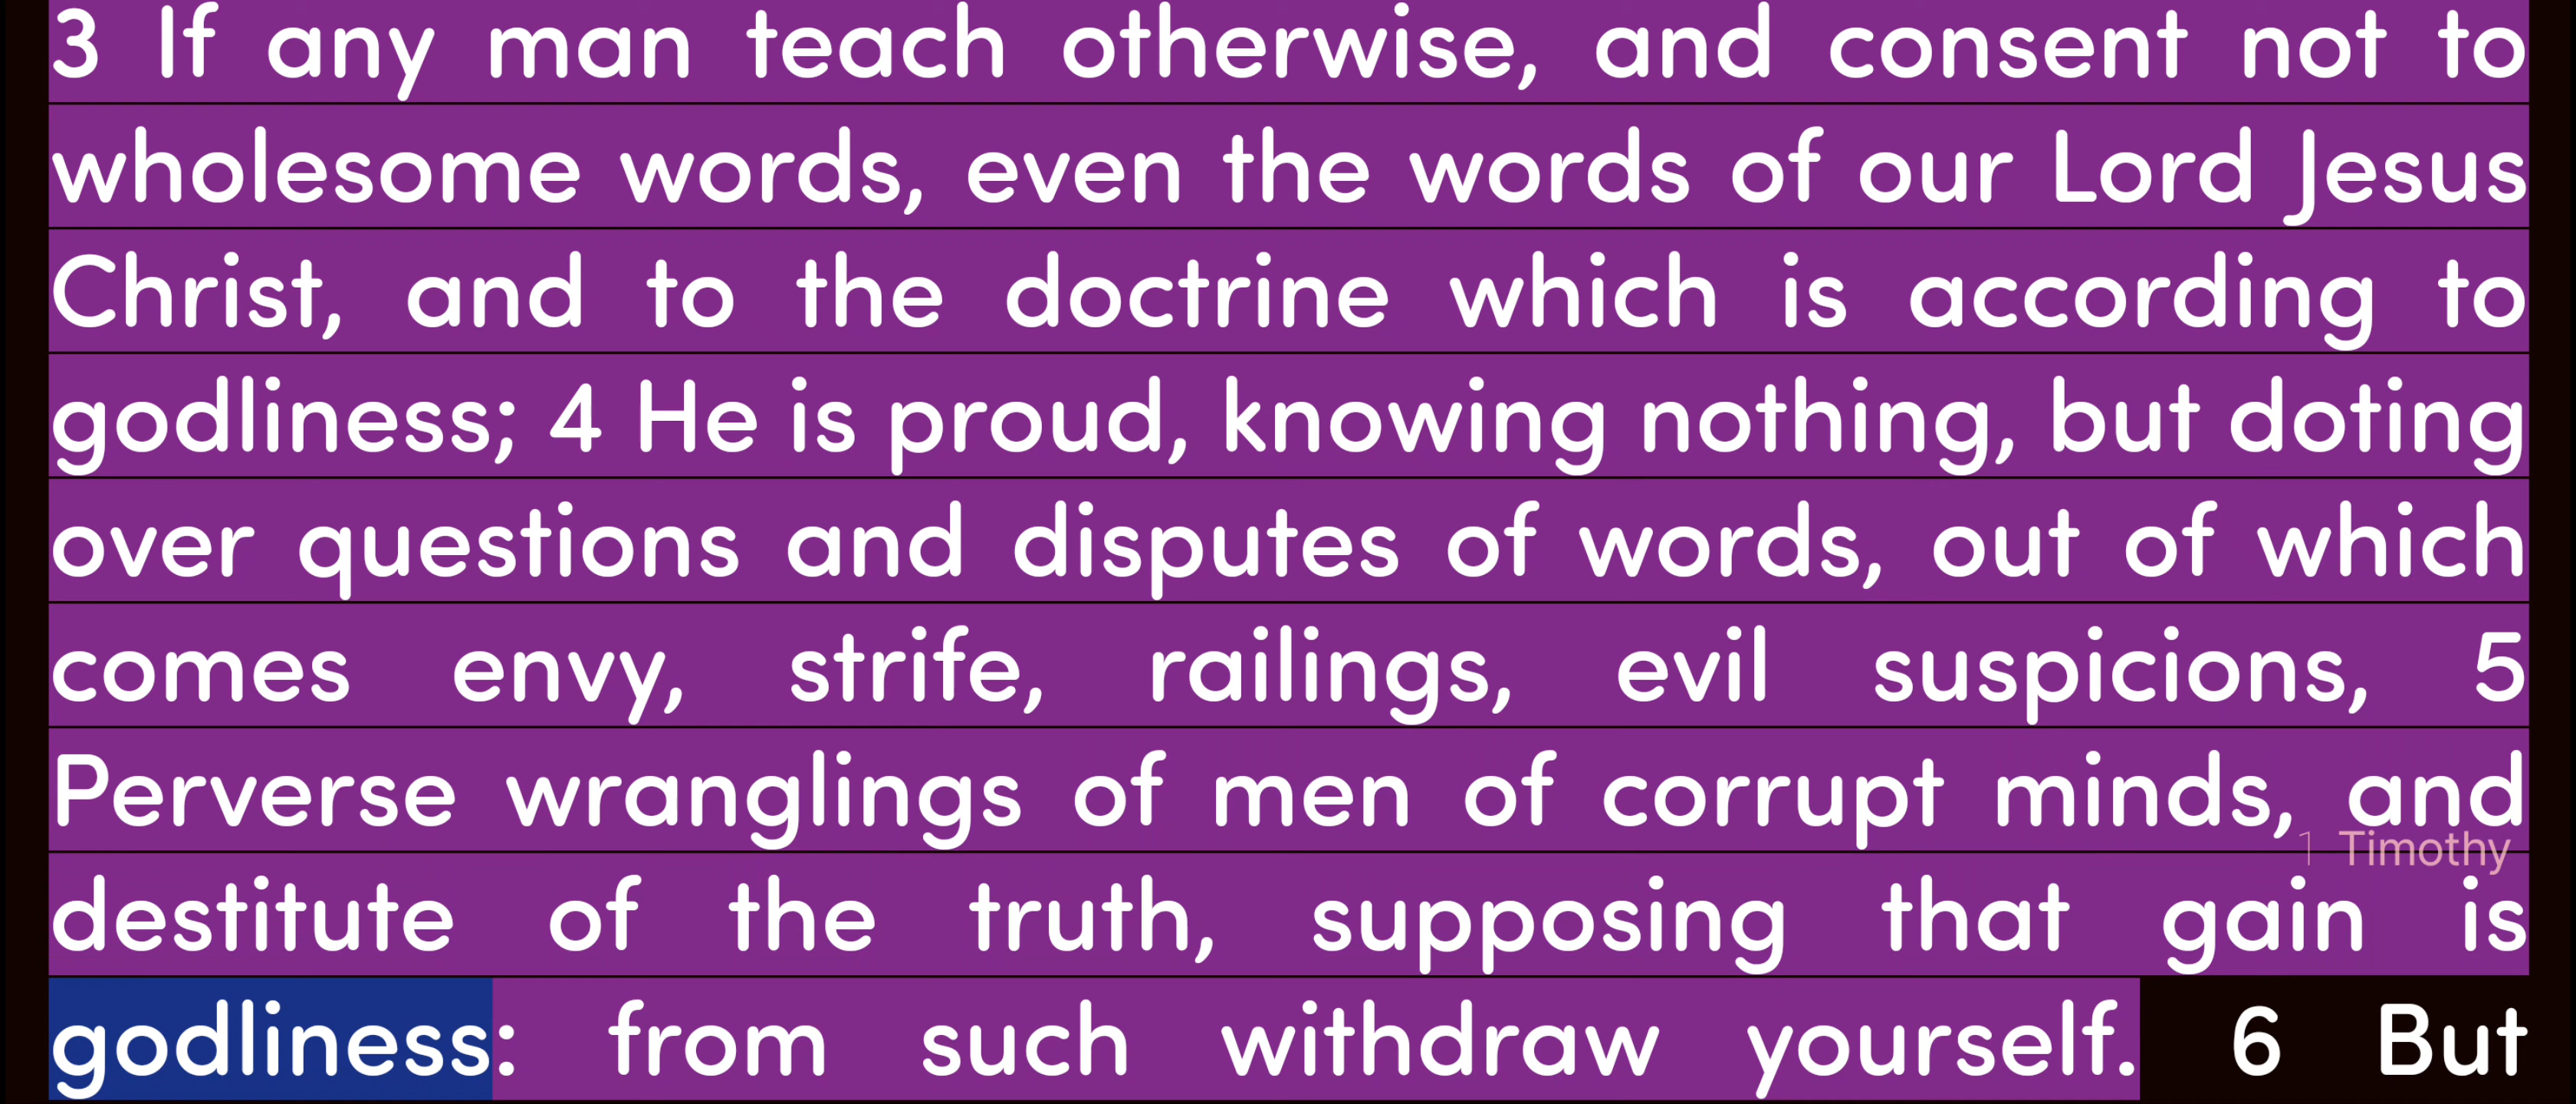 3 If any man teach otherwise, and consent not to
wholesome words, even the words of our Lord Jesus
Christ, and to the doctrine which is according to
godliness; 4 He is proud, knowing nothing, but doting
over questions and disputes of words, out of which
comes envy, strife, railings, evil suspicions, 5
Perverse wranglings of men of corrupt minds, and
1 Timothy
destitute of the truth, supposing that gain is
godliness: from such withdraw yourself. 6 But